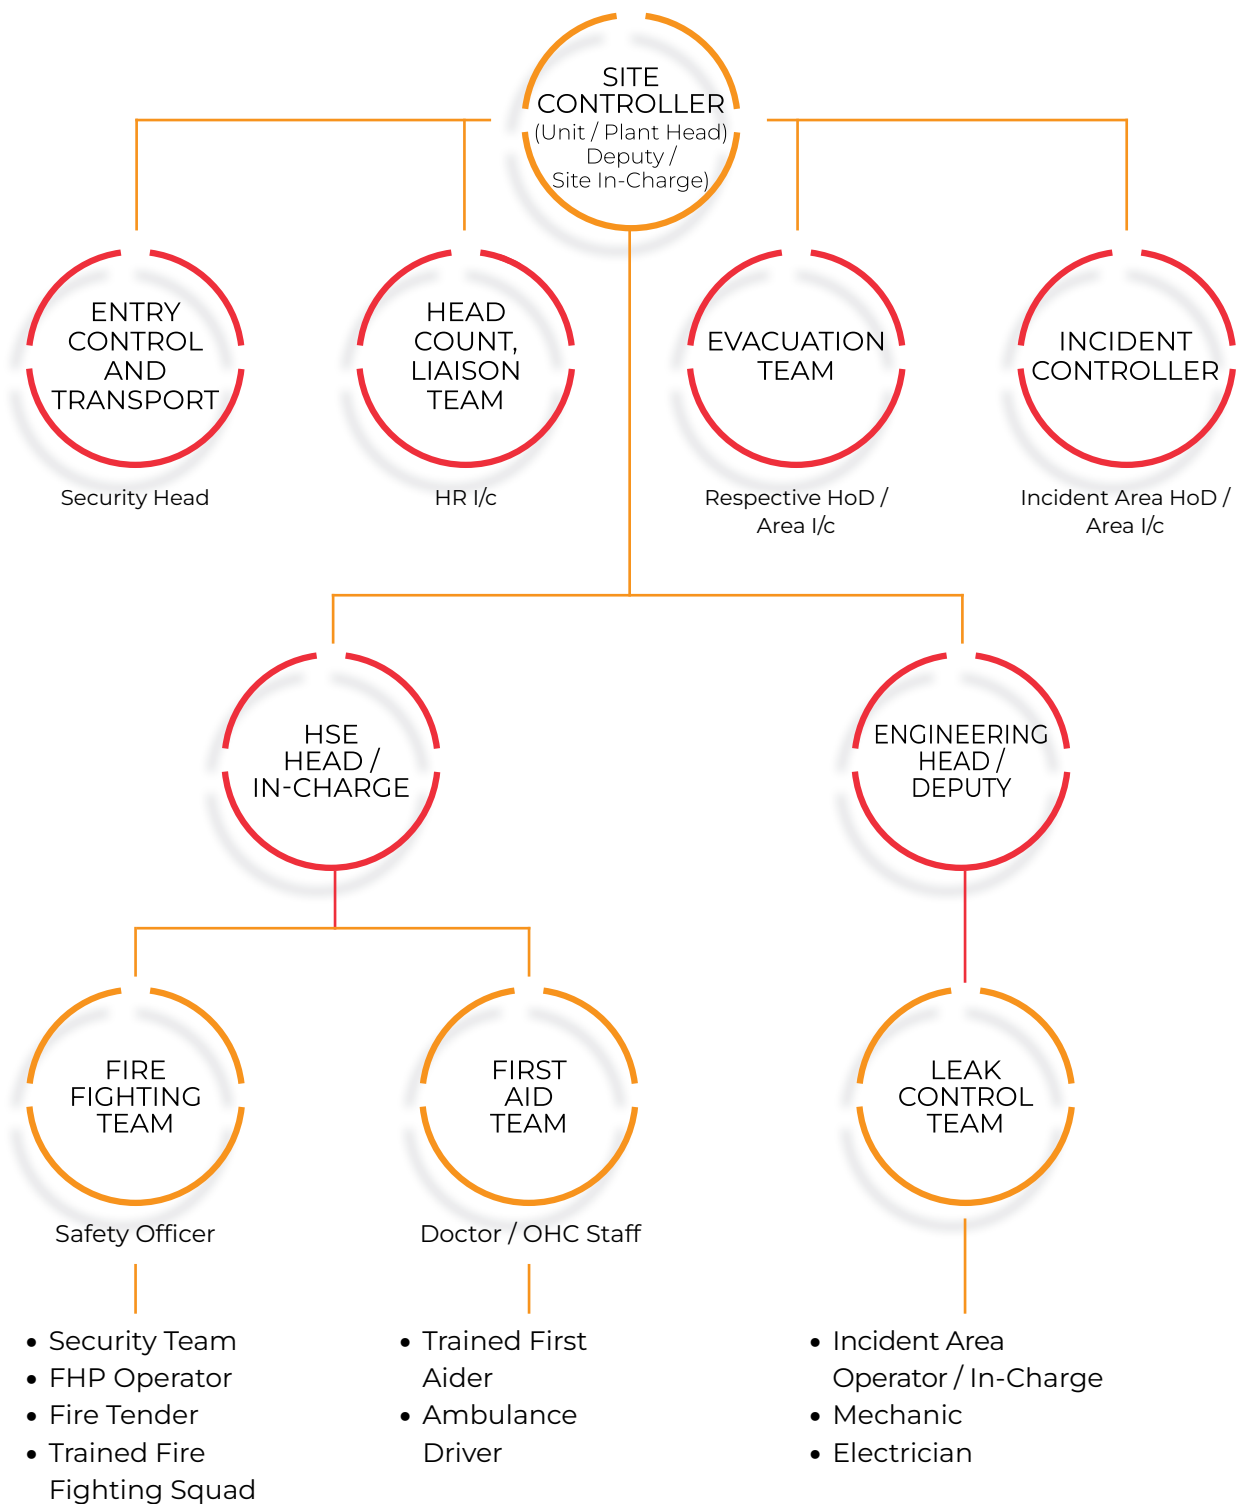 SITE
CONTROLLER
(Unit / Plant Head)
Deputy /
Site In-Charge)
ENTRY
CONTROL
AND
TRANSPORT
Security Head
HEAD
COUNT,
LIAISON
TEAM
HR I/c
EVACUATION
TEAM
Respective HoD /
Area I/c
INCIDENT
CONTROLLER
Incident Area HoD /
Area I/c
HSE
HEAD /
IN-CHARGE
ENGINEERING
HEAD /
DEPUTY
FIRE
FIGHTING
TEAM
Safety Officer
• Security Team
• FHP Operator
• Fire Tender
• Trained Fire
Fighting Squad
FIRST
AID
TEAM
Doctor / OHC Staff
• Trained First
Aider
• Ambulance
Driver
LEAK
CONTROL
TEAM
• Incident Area
Operator / In-Charge
• Mechanic
• Electrician